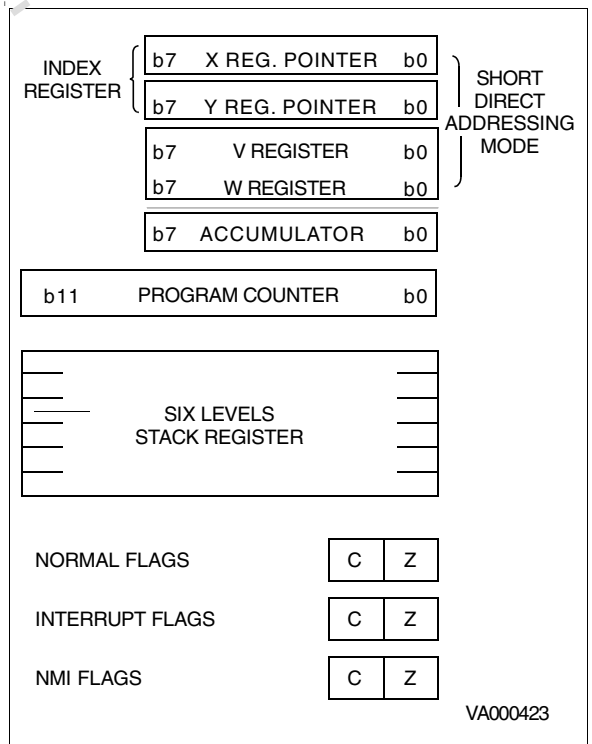 INDEX
REGISTER
b7 X REG. POINTER b0
b7 Y REG. POINTER b0
b7 V REGISTER b0
b7 W REGISTER b0
SHORT
DIRECT
ADDRESSING
MODE
b7 ACCUMULATOR b0
b11 PROGRAM COUNTER b0
SIX LEVELS
STACK REGISTER
NORMAL FLAGS C Z
INTERRUPT FLAGS C Z
NMI FLAGS C Z
VA000423